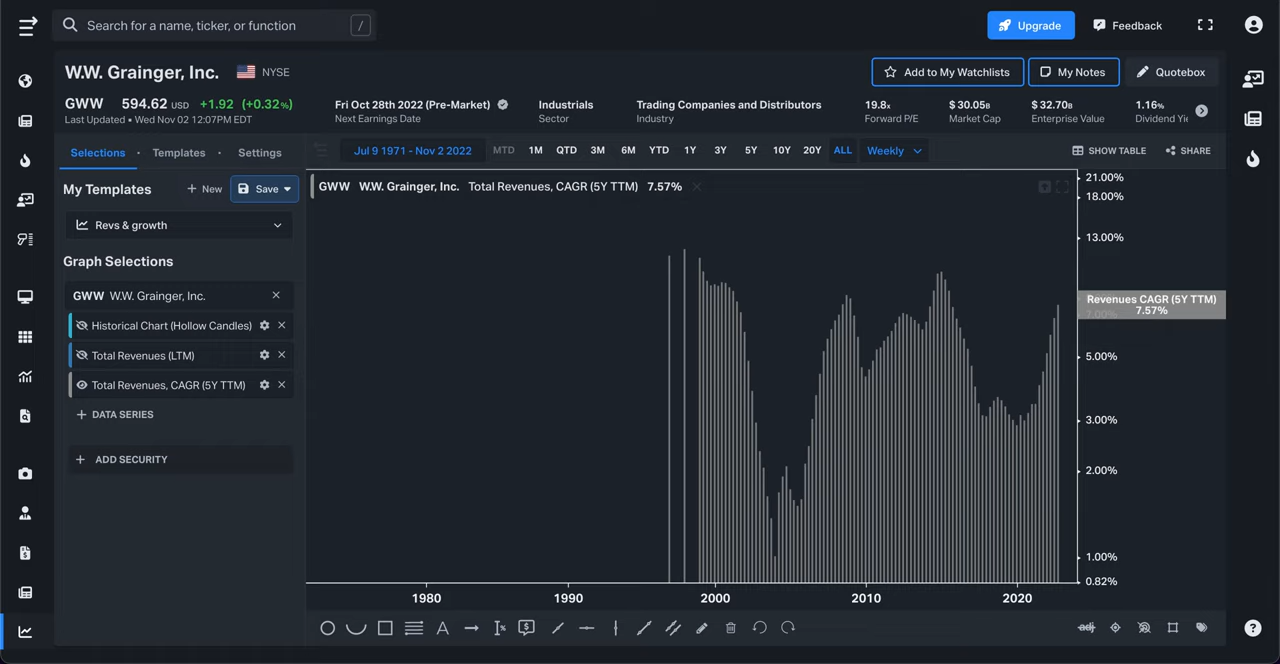 Search for a name, ticker, or function
/
Upgrade
Feedback
W.W. Grainger, Inc.
NYSE
Add to My Watchlists
My Notes
Quotebox
GWW 594.62 USD +1.92 (+0.32%)
Last Updated • Wed Nov 02 12:07PM EDT
Fri Oct 28th 2022 (Pre-Market)
Next Earnings Date
Industrials
Sector
Trading Companies and Distributors
Industry
19.8x
Forward P/E
$ 30.05B
Market Cap
$ 32.70B
Enterprise Value
1.16%
Dividend Yie
Selections • Templates • Settings
Jul 9 1971 - Nov 2 2022 MTD 1M QTD 3M 6M YTD 1Y 3Y 5Y 10Y 20Y ALL Weekly
SHOW TABLE
SHARE
My Templates
+ New
Save
Revs & growth
Graph Selections
GWW W.W. Grainger, Inc.
Historical Chart (Hollow Candles)
Total Revenues (LTM)
Total Revenues, CAGR (5Y TTM)
+ DATA SERIES
+ ADD SECURITY
GWW W.W. Grainger, Inc. Total Revenues, CAGR (5Y TTM) 7.57%
21.00%
18.00%
13.00%
Revenues CAGR (5Y TTM)
7.57%
7.00%
5.00%
3.00%
2.00%
1.00%
0.82%
1980 1990 2000 2010 2020
A
%
$
adj
?